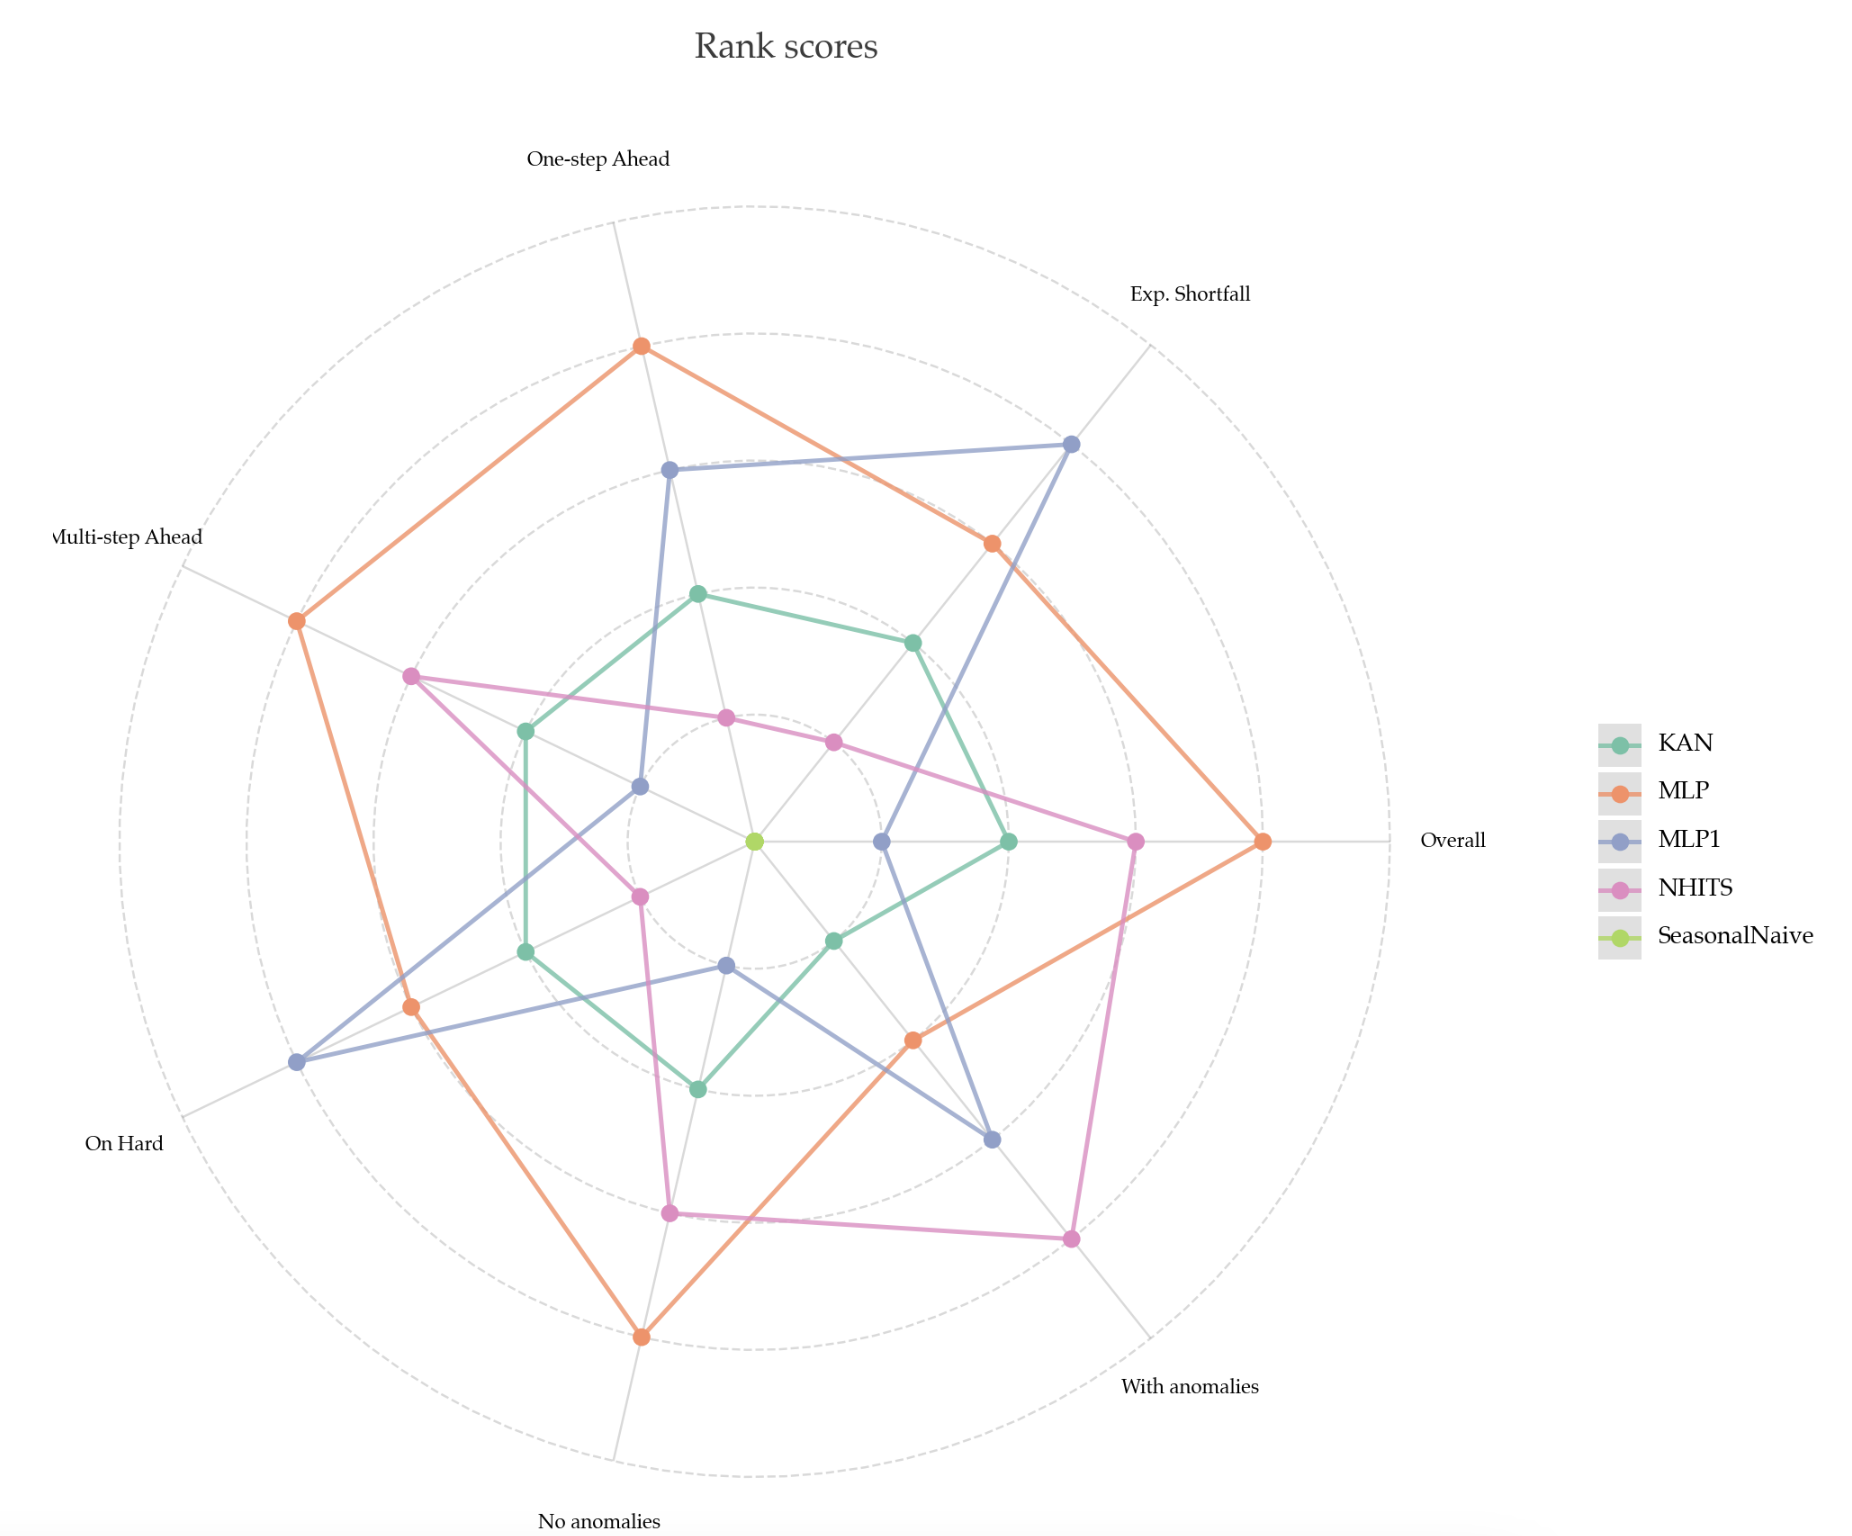 Rank scores
One-step Ahead
Exp. Shortfall
Multi-step Ahead
Overall
On Hard
With anomalies
No anomalies
KAN
MLP
MLP1
NHITS
SeasonalNaive